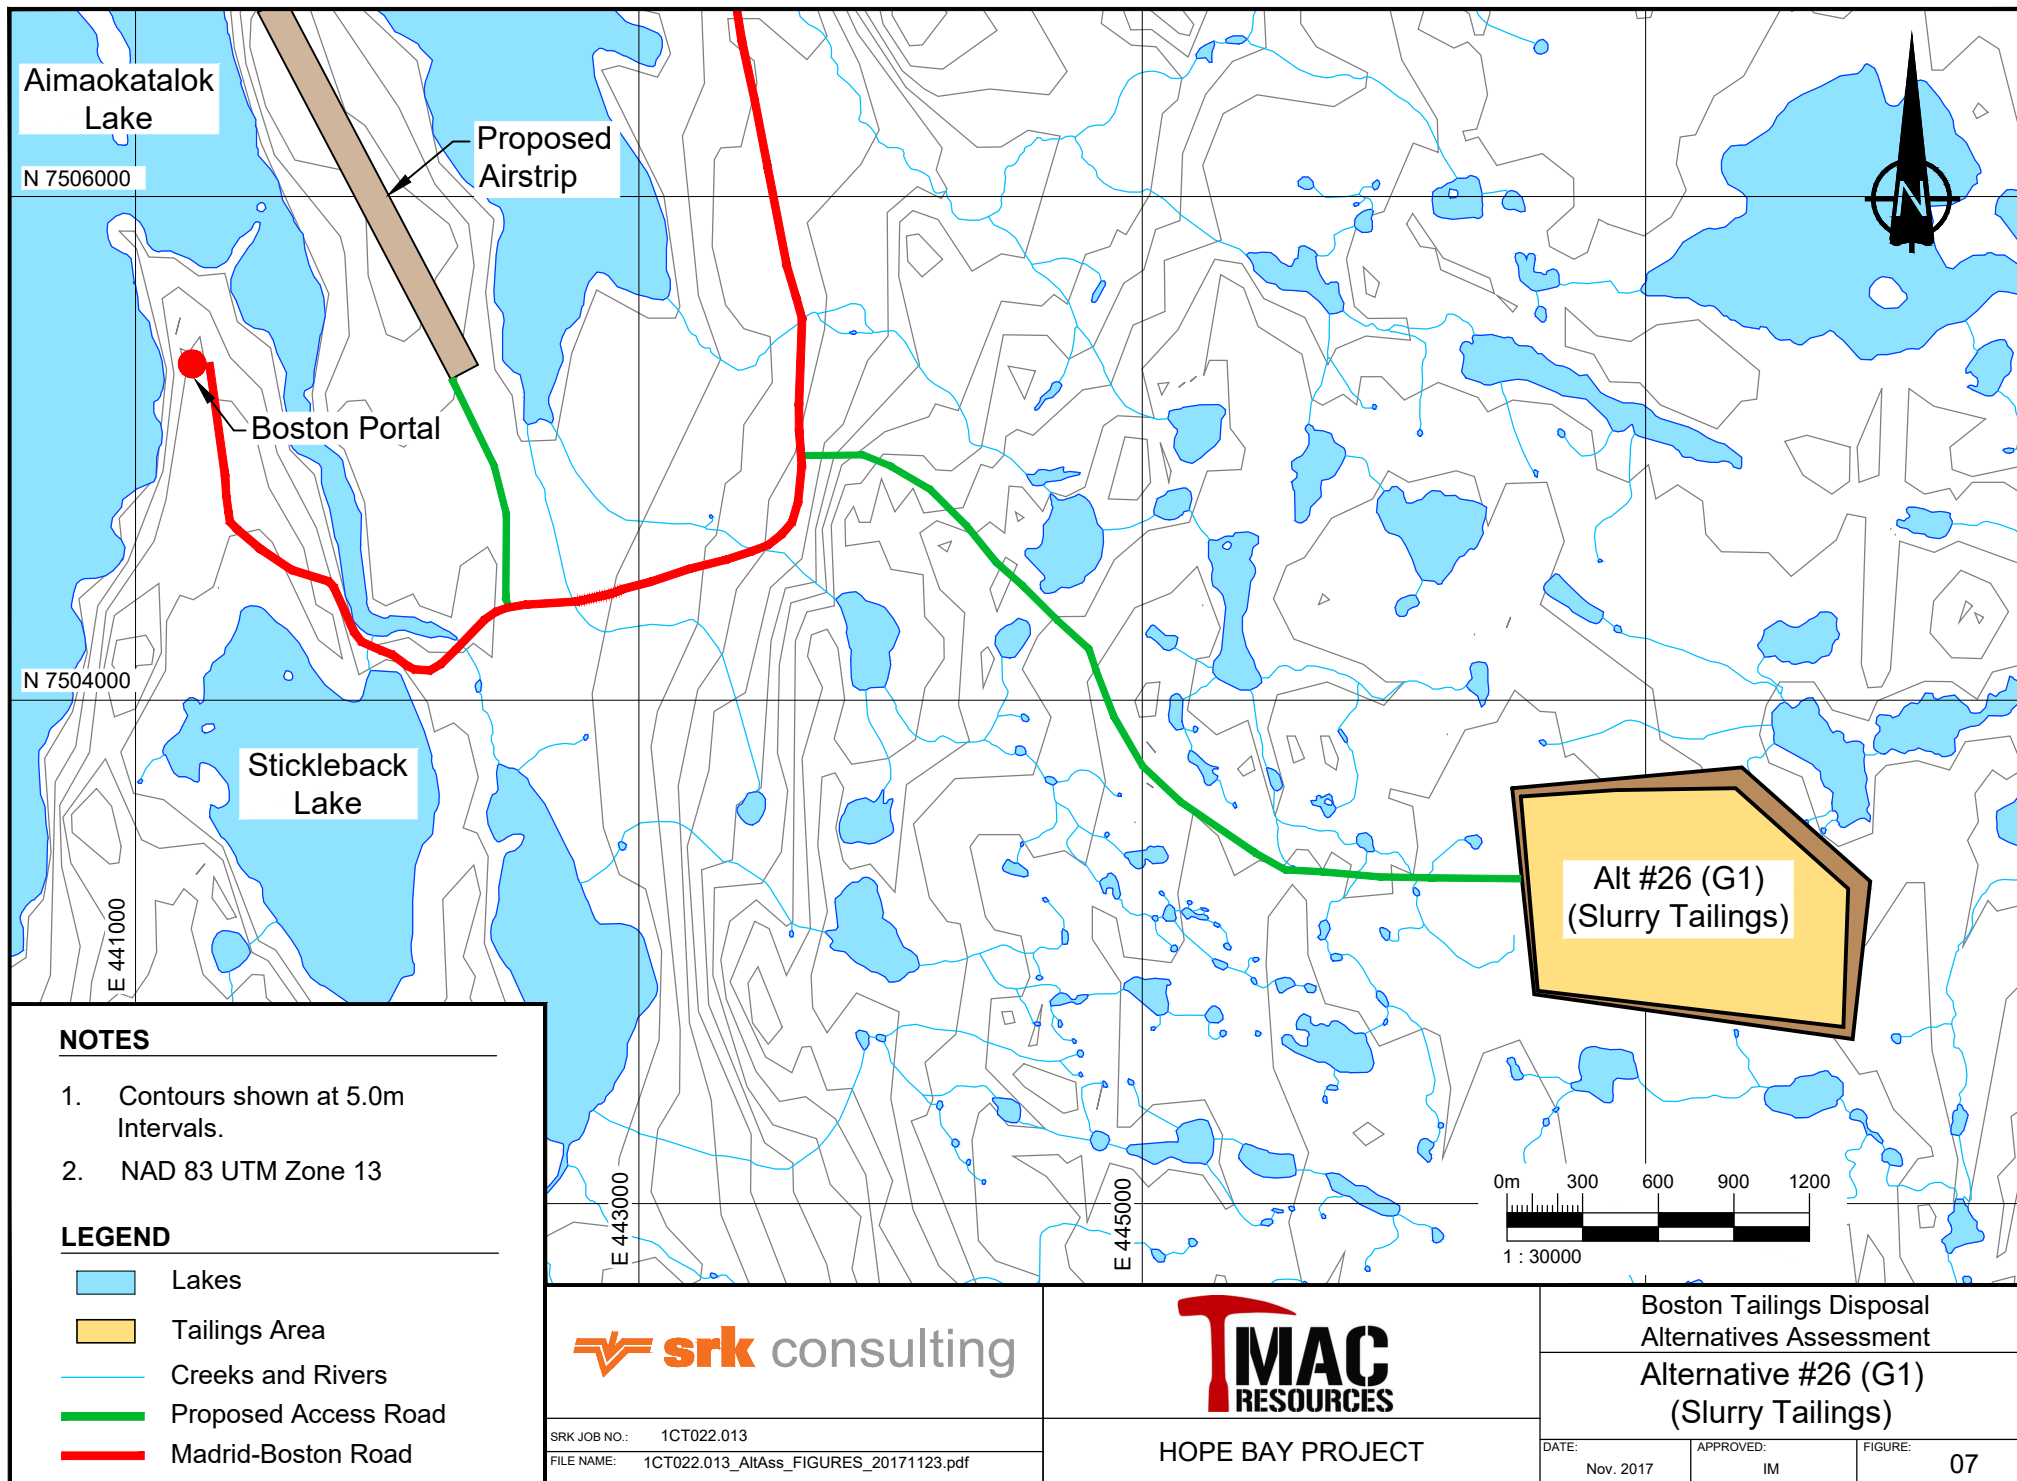 Aimaokatalok
Lake
N 7506000
Proposed
Airstrip
N
Boston Portal
N 7504000
Stickleback
Lake
Alt #26 (G1)
(Slurry Tailings)
E 441000
E 443000
E 445000
0m 300 600 900 1200
1 : 30000
NOTES
1. Contours shown at 5.0m
Intervals.
2. NAD 83 UTM Zone 13
LEGEND
Lakes
Tailings Area
Creeks and Rivers
Proposed Access Road
Madrid-Boston Road
srk consulting
SRK JOB NO.: 1CT022.013
FILE NAME: 1CT022.013_AltAss_FIGURES_20171123.pdf
TMAC
RESOURCES
HOPE BAY PROJECT
Boston Tailings Disposal
Alternatives Assessment
Alternative #26 (G1)
(Slurry Tailings)
DATE: Nov. 2017
APPROVED: IM
FIGURE: 07